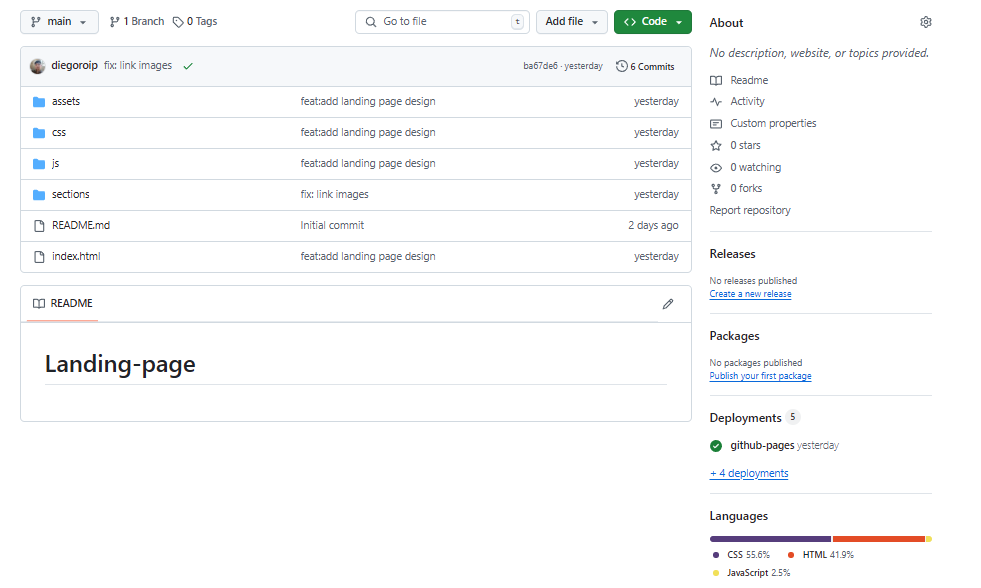 main 1 Branch 0 Tags Go to file t Add file Code
diegoroip fix: link images ba67de6 · yesterday 6 Commits
assets feat:add landing page design yesterday
css feat:add landing page design yesterday
js feat:add landing page design yesterday
sections fix: link images yesterday
README.md Initial commit 2 days ago
index.html feat:add landing page design yesterday
README
Landing-page
About
No description, website, or topics provided.
Readme
Activity
Custom properties
0 stars
0 watching
0 forks
Report repository
Releases
No releases published
Create a new release
Packages
No packages published
Publish your first package
Deployments 5
github-pages yesterday
+ 4 deployments
Languages
CSS 55.6% HTML 41.9%
JavaScript 2.5%